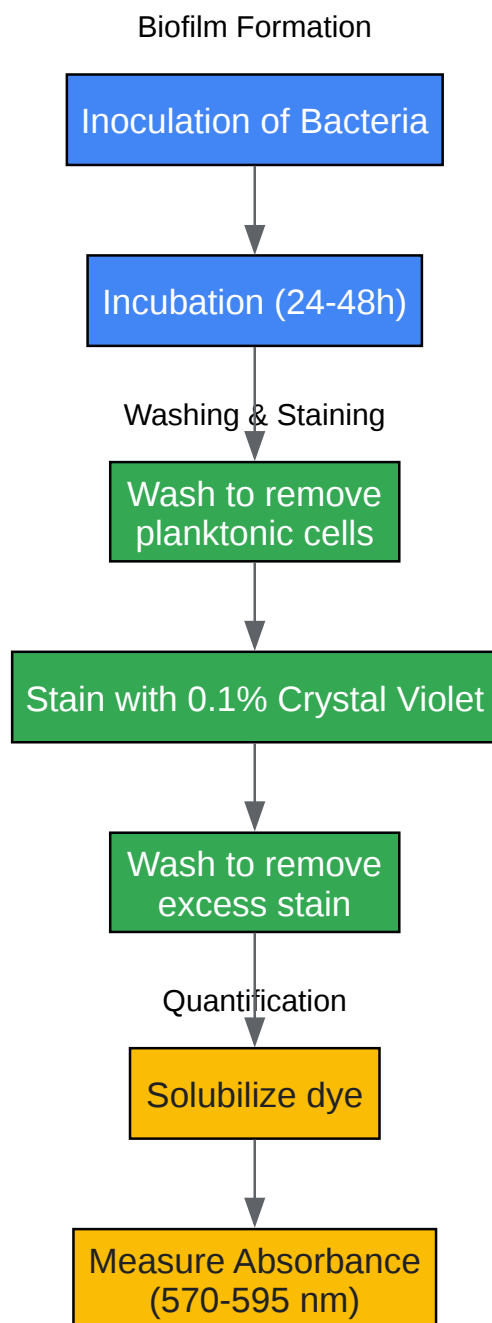 Biofilm Formation
Inoculation of Bacteria
Incubation (24-48h)
Washing & Staining
Wash to remove
planktonic cells
Stain with 0.1% Crystal Violet
Wash to remove
excess stain
Quantification
Solubilize dye
Measure Absorbance
(570-595 nm)